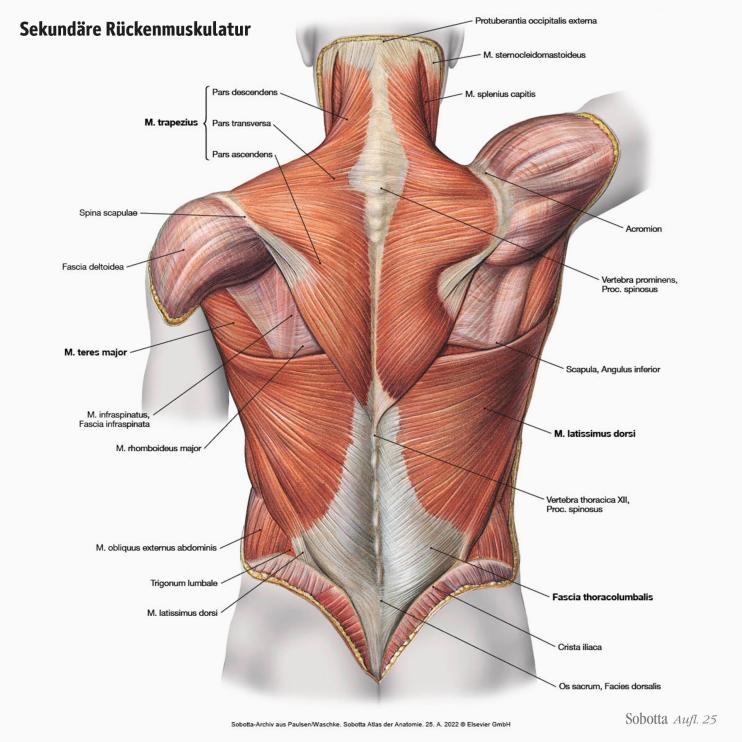 Sekundäre Rückenmuskulatur
Protuberantia occipitalis externa
M. sternocleidomastoideus
M. splenius capitis
Pars descendens
M. trapezius
Pars transversa
Pars ascendens
Spina scapulae
Acromion
Fascia deltoidea
Vertebra prominens,
Proc. spinosus
M. teres major
Scapula, Angulus inferior
M. infraspinatus,
Fascia infraspinata
M. latissimus dorsi
M. rhomboideus major
Vertebra thoracica XII,
Proc. spinosus
M. obliquus externus abdominis
Trigonum lumbale
Fascia thoracolumbalis
M. latissimus dorsi
Crista iliaca
Os sacrum, Facies dorsalis
Sobotta-Archiv aus Paulsen/Waschke. Sobotta Atlas der Anatomie. 25. A. 2022 © Elsevier GmbH
Sobotta Aufl. 25